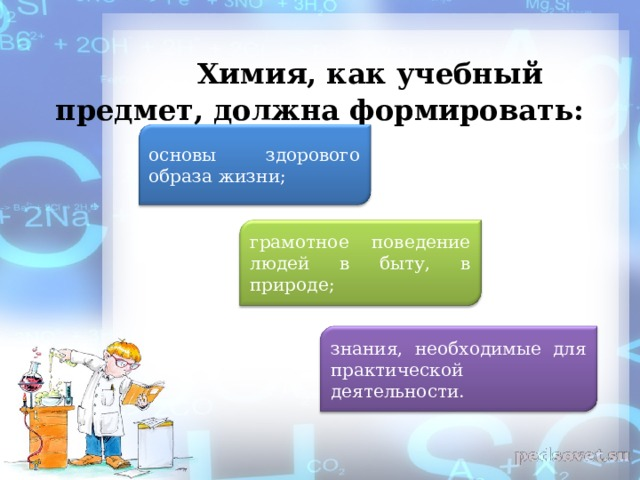 Химия, как учебный
предмет, должна формировать:
основы здорового
образа жизни;
грамотное поведение
людей в быту, в
природе;
знания, необходимые для
практической
деятельности.
pedsovet.su